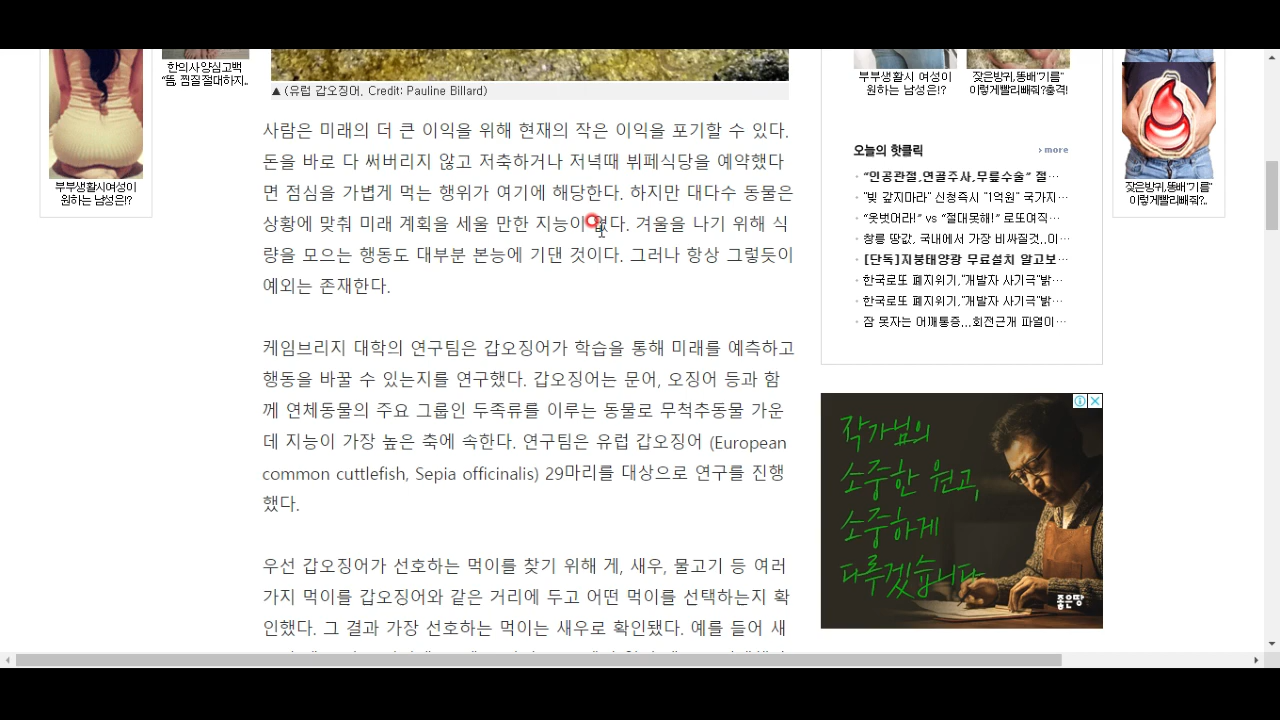 한의사양심고백
"뜸, 찜질 절대하지..
부부생활시여성이
원하는 남성은!?
▲ (유럽 갑오징어. Credit: Pauline Billard)
사람은 미래의 더 큰 이익을 위해 현재의 작은 이익을 포기할 수 있다.
돈을 바로 다 써버리지 않고 저축하거나 저녁때 뷔페식당을 예약했다
면 점심을 가볍게 먹는 행위가 여기에 해당한다. 하지만 대다수 동물은
상황에 맞춰 미래 계획을 세울 만한 지능이 없다. 겨울을 나기 위해 식
량을 모으는 행동도 대부분 본능에 기댄 것이다. 그러나 항상 그렇듯이
예외는 존재한다.
케임브리지 대학의 연구팀은 갑오징어가 학습을 통해 미래를 예측하고
행동을 바꿀 수 있는지를 연구했다. 갑오징어는 문어, 오징어 등과 함
께 연체동물의 주요 그룹인 두족류를 이루는 동물로 무척추동물 가운
데 지능이 가장 높은 축에 속한다. 연구팀은 유럽 갑오징어 (European
common cuttlefish, Sepia officinalis) 29마리를 대상으로 연구를 진행
했다.
우선 갑오징어가 선호하는 먹이를 찾기 위해 게, 새우, 물고기 등 여러
가지 먹이를 갑오징어와 같은 거리에 두고 어떤 먹이를 선택하는지 확
인했다. 그 결과 가장 선호하는 먹이는 새우로 확인됐다. 예를 들어 새
부부생활시 여성이
원하는 남성은!?
잦은방귀,똥배"기름"
이렇게빨리빼줘?충격!
오늘의 핫클릭
› more
"인공관절,연골주사,무릎수술" 절…
"빚 갚지마라" 신청즉시 "1억원" 국가지…
"옷벗어라!" vs "절대못해!" 로또여직…
창릉 땅값, 국내에서 가장 비싸질것..미…
[단독]지붕태양광 무료설치 알고보…
한국로또 폐지위기,"개발자 사기극"밝…
한국로또 폐지위기,"개발자 사기극"밝…
잠 못자는 어깨통증...회전근개 파열이…
작가님의
소중한 원고,
소중하게
다루겠습니다
좋은땅
잦은방귀,똥배"기름"
이렇게빨리빼줘?..